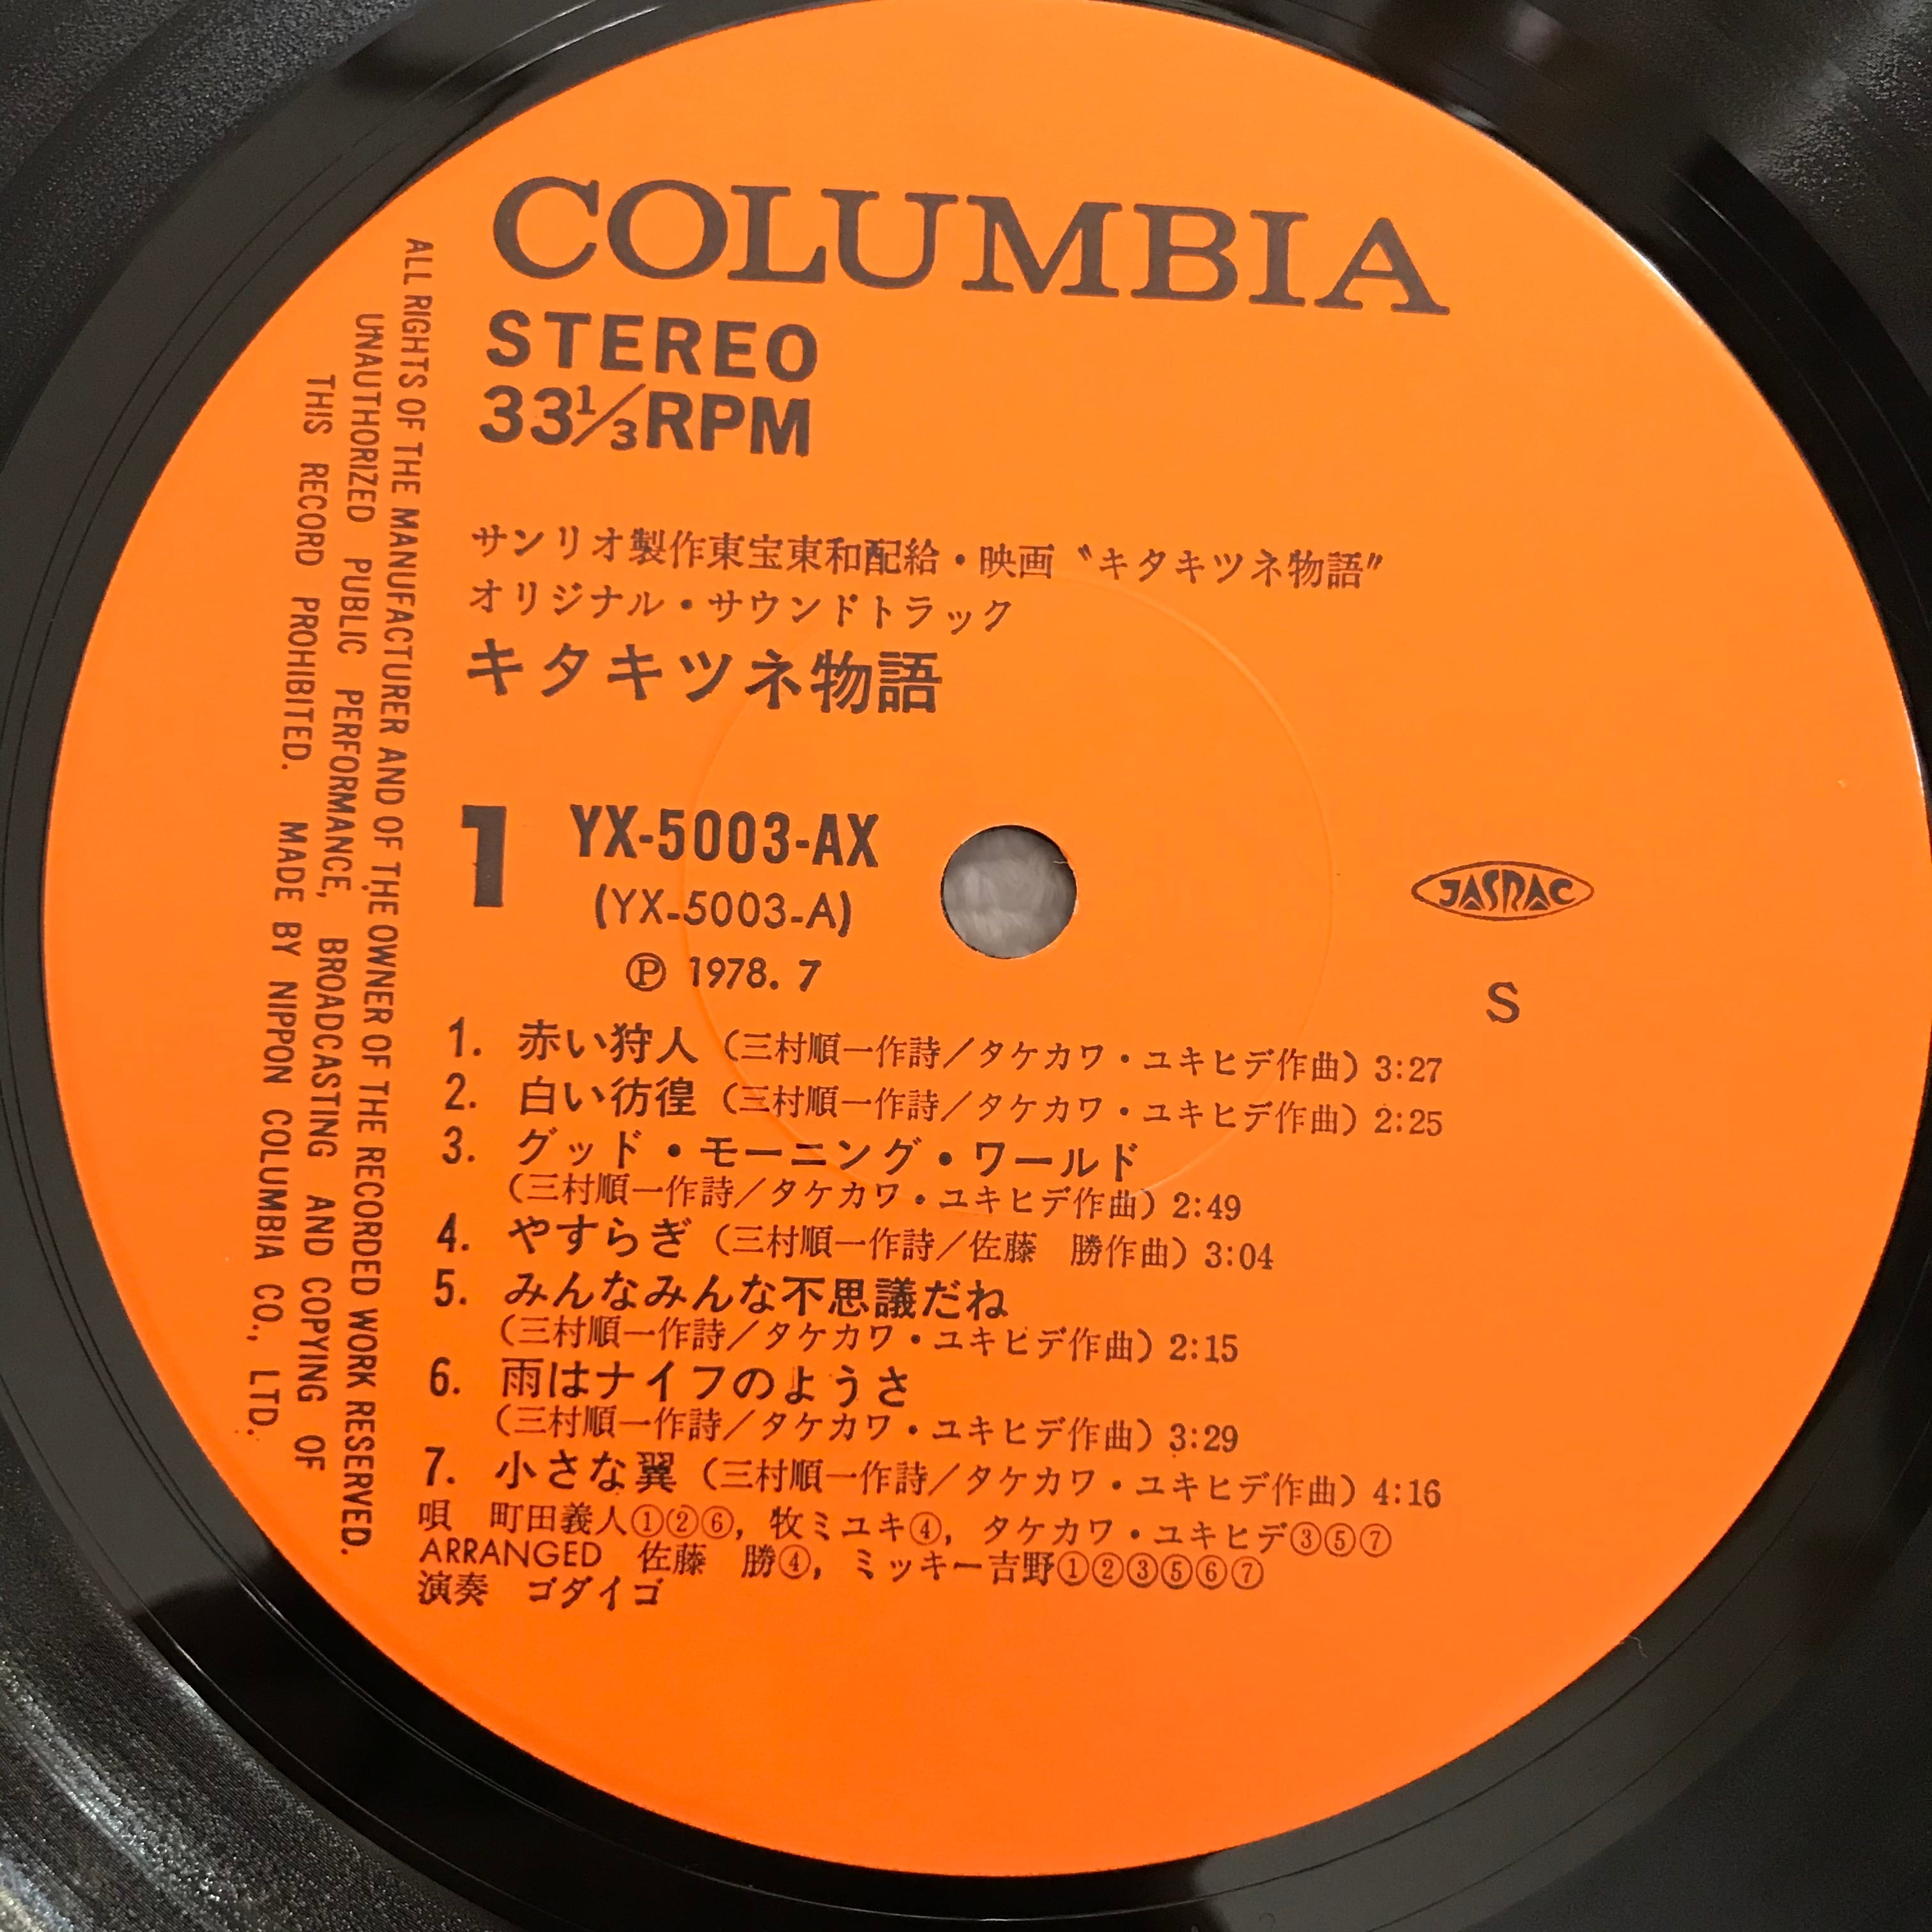 COLUMBIA
STEREO
33⅓RPM
サンリオ製作東宝東和配給・映画〝キタキツネ物語〟
オリジナル・サウンドトラック
キタキツネ物語
1 YX-5003-AX
(YX-5003-A)
Ⓟ 1978. 7
JASRAC
S
1. 赤い狩人（三村順一作詩／タケカワ・ユキヒデ作曲）3:27
2. 白い彷徨（三村順一作詩／タケカワ・ユキヒデ作曲）2:25
3. グッド・モーニング・ワールド
（三村順一作詩／タケカワ・ユキヒデ作曲）2:49
4. やすらぎ（三村順一作詩／佐藤　勝作曲）3:04
5. みんなみんな不思議だね
（三村順一作詩／タケカワ・ユキヒデ作曲）2:15
6. 雨はナイフのようさ
（三村順一作詩／タケカワ・ユキヒデ作曲）3:29
7. 小さな翼（三村順一作詩／タケカワ・ユキヒデ作曲）4:16
唄　町田義人①②⑥，牧ミユキ④，タケカワ・ユキヒデ③⑤⑦
ARRANGED　佐藤　勝④，ミッキー吉野①②③⑤⑥⑦
演奏　ゴダイゴ
ALL RIGHTS OF THE MANUFACTURER AND OF THE OWNER OF THE RECORDED WORK RESERVED.
UNAUTHORIZED PUBLIC PERFORMANCE, BROADCASTING AND COPYING OF
THIS RECORD PROHIBITED. MADE BY NIPPON COLUMBIA CO., LTD.